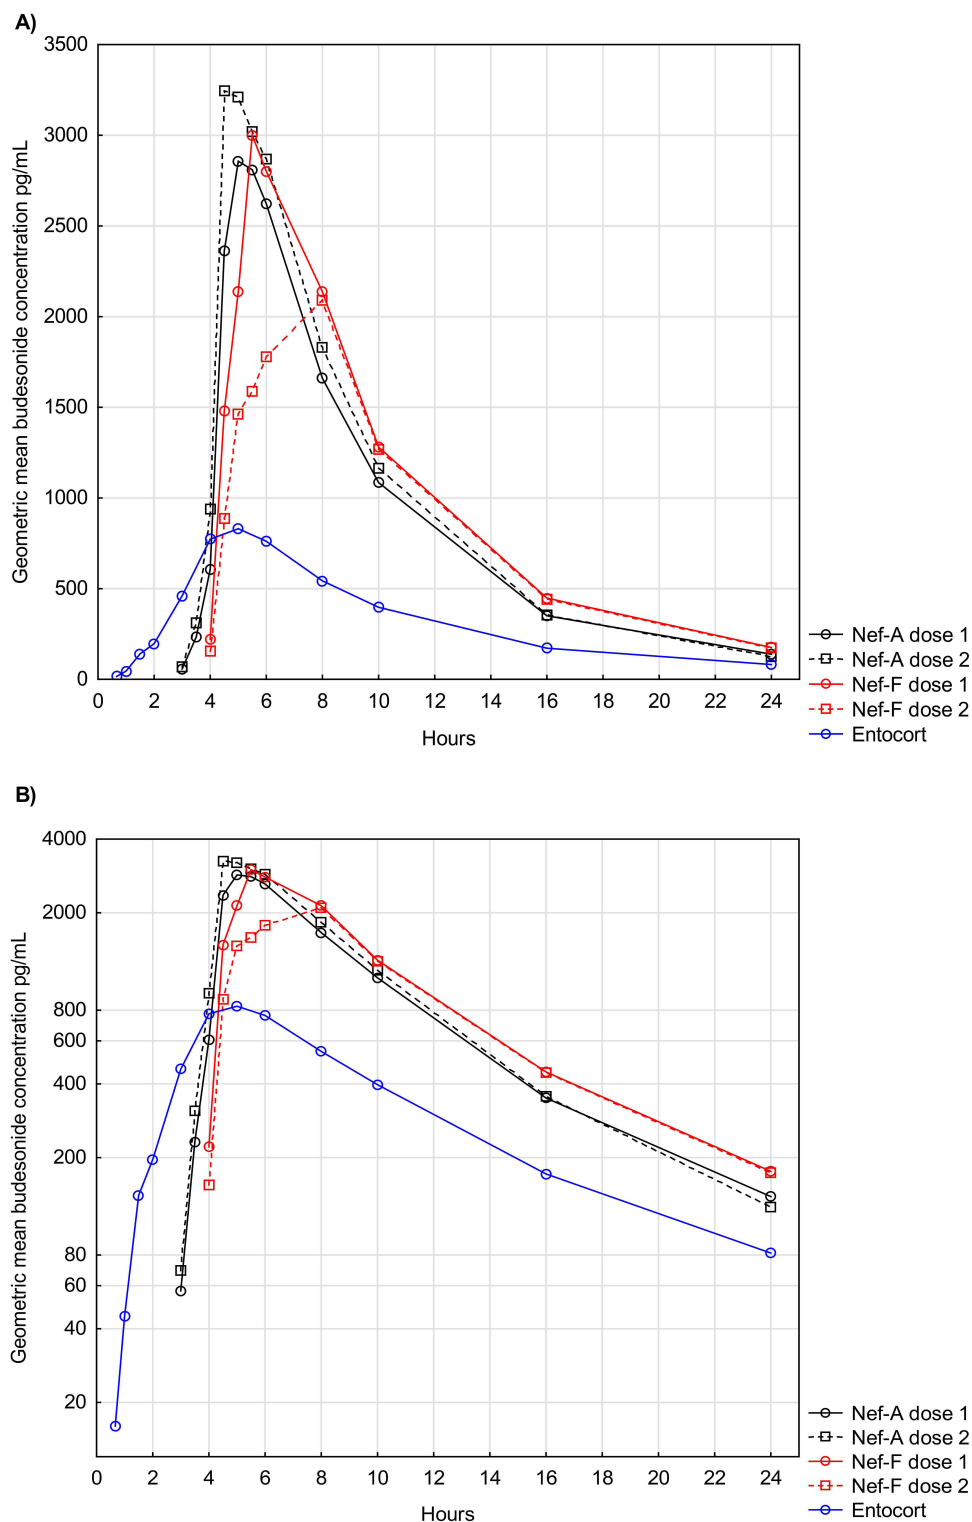 A)
Geometric mean budesonide concentration pg/mL
3500
3000
2500
2000
1500
1000
500
0
0 2 4 6 8 10 12 14 16 18 20 22 24
Hours
Nef-A dose 1
Nef-A dose 2
Nef-F dose 1
Nef-F dose 2
Entocort
B)
Geometric mean budesonide concentration pg/mL
4000
2000
800
600
400
200
80
60
40
20
0 2 4 6 8 10 12 14 16 18 20 22 24
Hours
Nef-A dose 1
Nef-A dose 2
Nef-F dose 1
Nef-F dose 2
Entocort